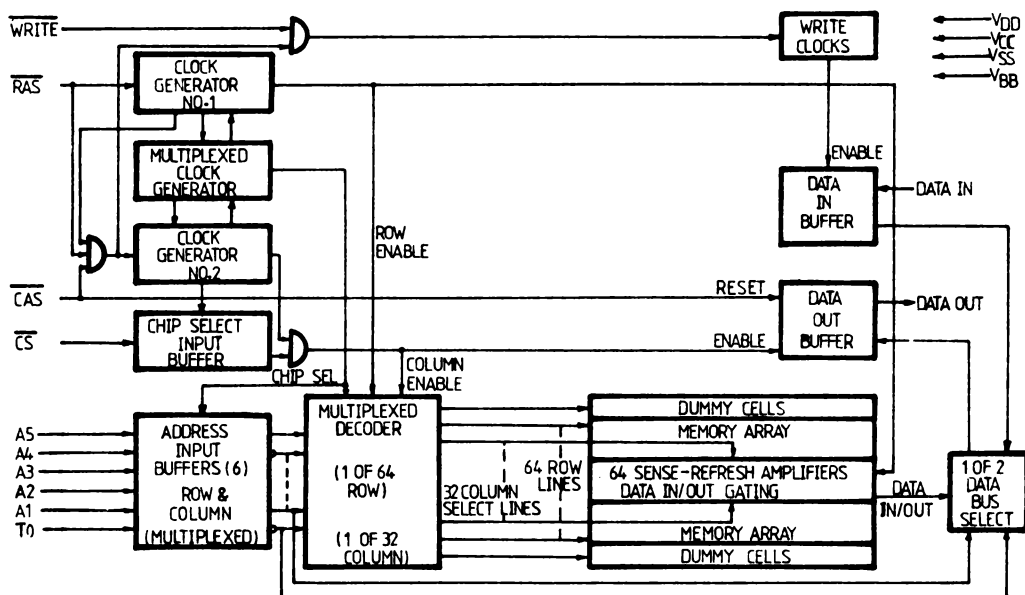 WRITE
RAS
CAS
CS
A5
A4
A3
A2
A1
T0
CLOCK
GENERATOR
NO-1
MULTIPLEXED
CLOCK
GENERATOR
CLOCK
GENERATOR
NO.2
CHIP SELECT
INPUT
BUFFER
CHIP SEL
ADDRESS
INPUT
BUFFERS (6)
ROW &
COLUMN
(MULTIPLEXED)
ROW
ENABLE
COLUMN
ENABLE
MULTIPLEXED
DECODER
(1 OF 64
ROW)
(1 OF 32
COLUMN)
64 ROW
LINES
32 COLUMN
SELECT LINES
WRITE
CLOCKS
VDD
VCC
VSS
VBB
ENABLE
DATA
IN
BUFFER
DATA IN
RESET
ENABLE
DATA
OUT
BUFFER
DATA OUT
DUMMY CELLS
MEMORY ARRAY
64 SENSE-REFRESH AMPLIFIERS
DATA IN/OUT GATING
MEMORY ARRAY
DUMMY CELLS
DATA
IN/OUT
1 OF 2
DATA
BUS
SELECT